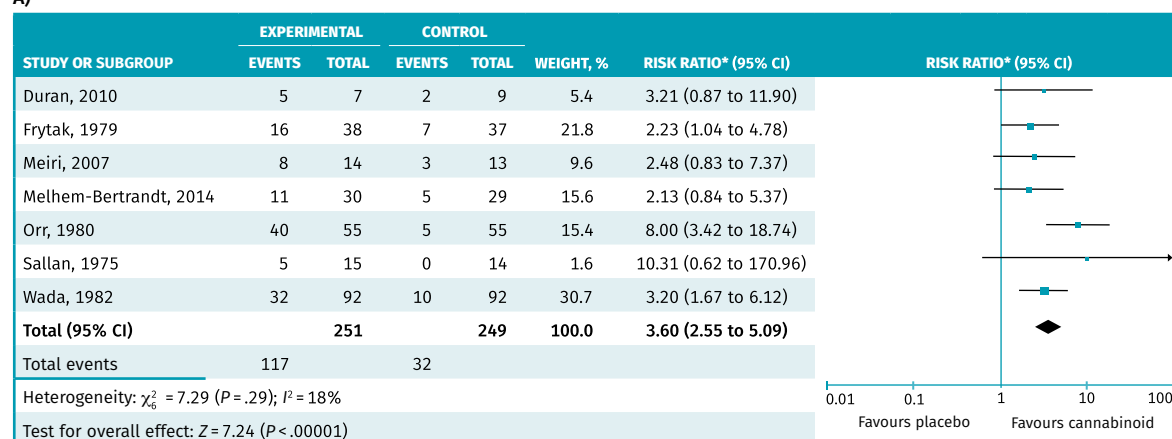 A)
EXPERIMENTAL CONTROL
STUDY OR SUBGROUP EVENTS TOTAL EVENTS TOTAL WEIGHT, % RISK RATIO* (95% CI) RISK RATIO* (95% CI)
Duran, 2010 5 7 2 9 5.4 3.21 (0.87 to 11.90)
Frytak, 1979 16 38 7 37 21.8 2.23 (1.04 to 4.78)
Meiri, 2007 8 14 3 13 9.6 2.48 (0.83 to 7.37)
Melhem-Bertrandt, 2014 11 30 5 29 15.6 2.13 (0.84 to 5.37)
Orr, 1980 40 55 5 55 15.4 8.00 (3.42 to 18.74)
Sallan, 1975 5 15 0 14 1.6 10.31 (0.62 to 170.96)
Wada, 1982 32 92 10 92 30.7 3.20 (1.67 to 6.12)
Total (95% CI) 251 249 100.0 3.60 (2.55 to 5.09)
Total events 117 32
Heterogeneity: χ²₆ = 7.29 (P = .29); I² = 18%
Test for overall effect: Z = 7.24 (P < .00001)
0.01 0.1 1 10 100
Favours placebo Favours cannabinoid